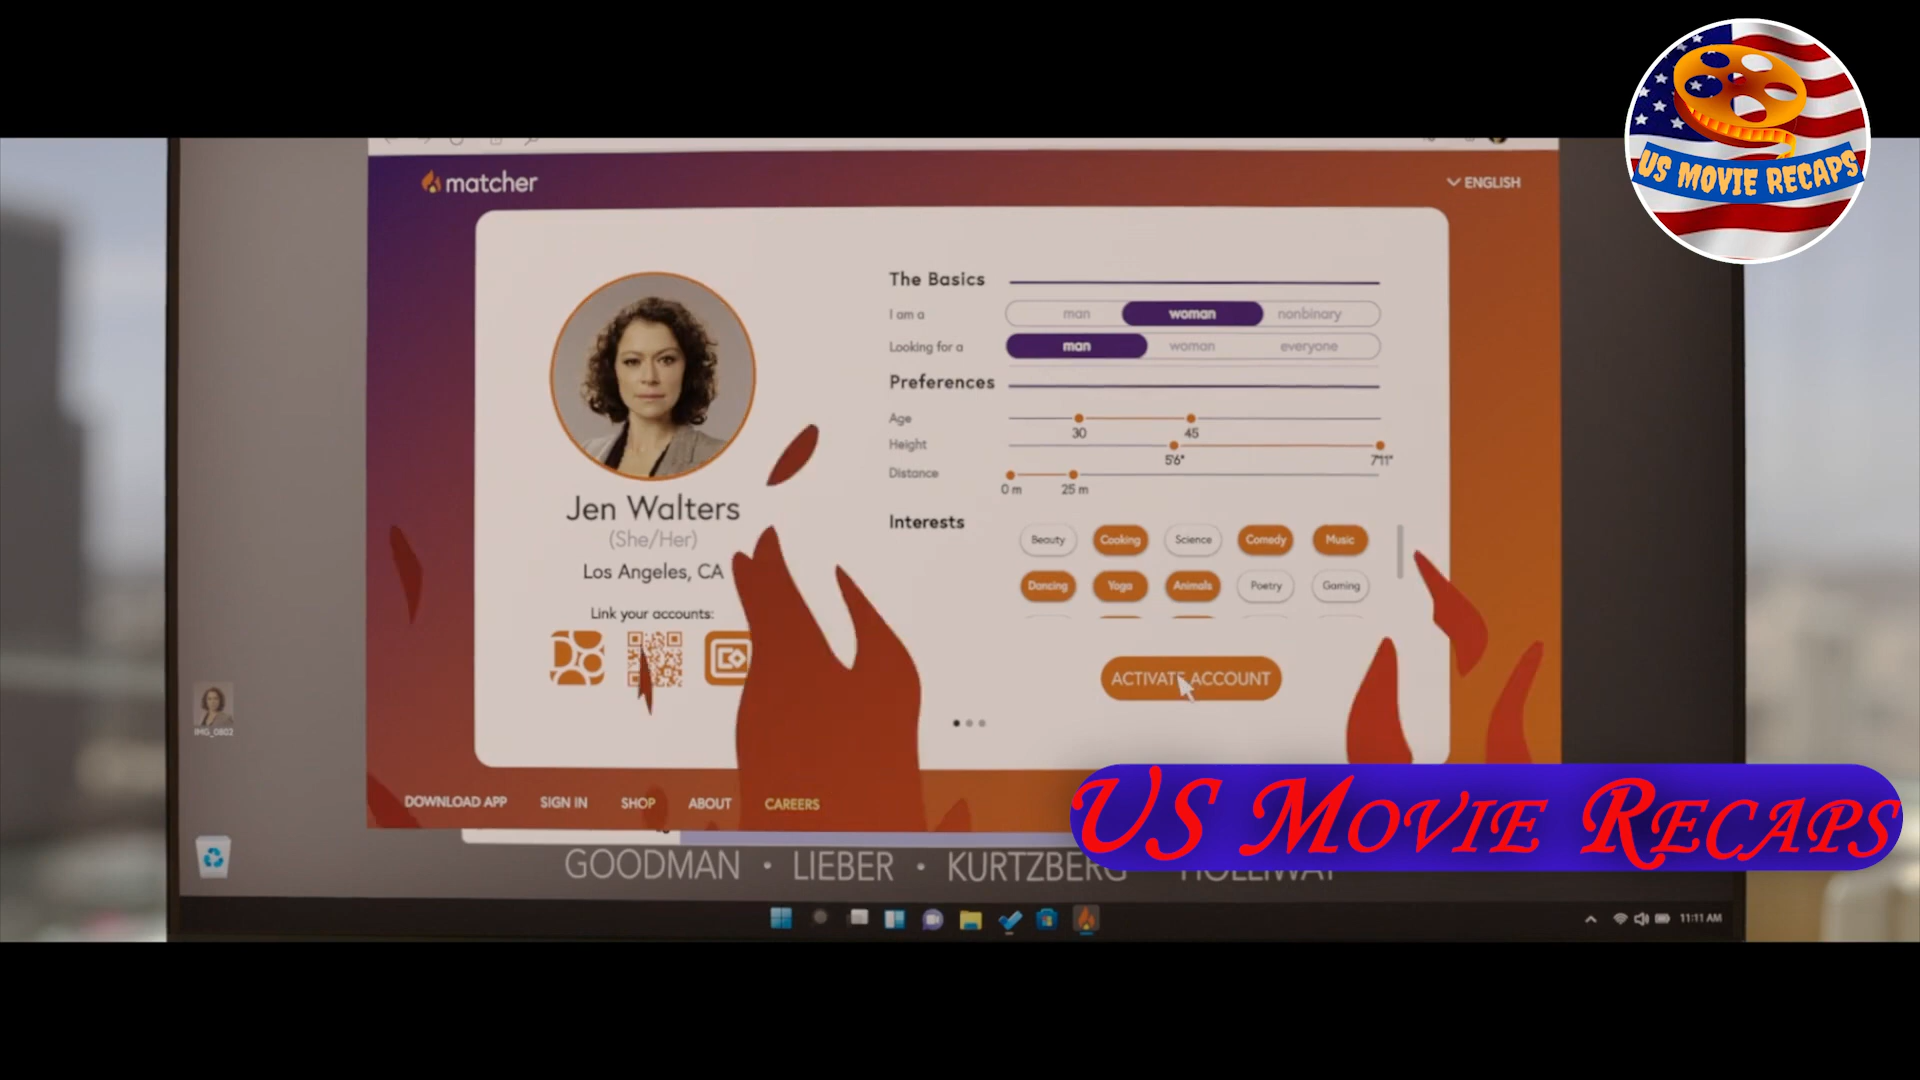 US MOVIE RECAPS
matcher
ENGLISH
The Basics
I am a
man woman nonbinary
Looking for a
man woman everyone
Preferences
Age
30 45
Height
5'6" 7'11"
Distance
0 m 25 m
Jen Walters
(She/Her)
Los Angeles, CA
Link your accounts:
Interests
Beauty Cooking Science Comedy Music
Dancing Yoga Animals Poetry Gaming
ACTIVATE ACCOUNT
IMG_0802
DOWNLOAD APP SIGN IN SHOP ABOUT CAREERS
US MOVIE RECAPS
GOODMAN · LIEBER · KURTZBERG
11:11 AM